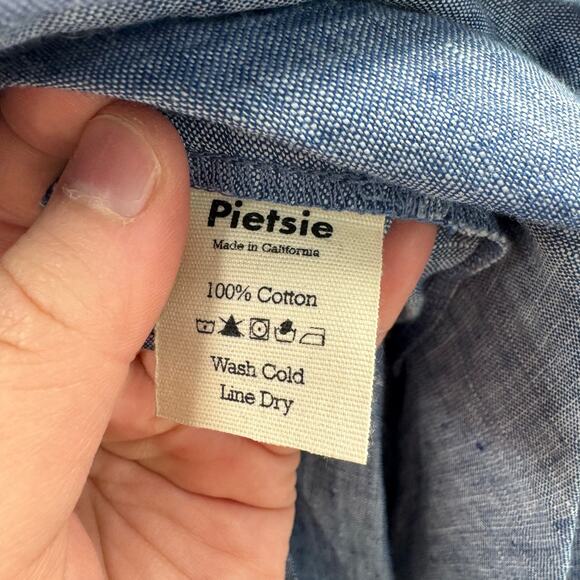 Pietsie
Made in California
100% Cotton
Wash Cold
Line Dry